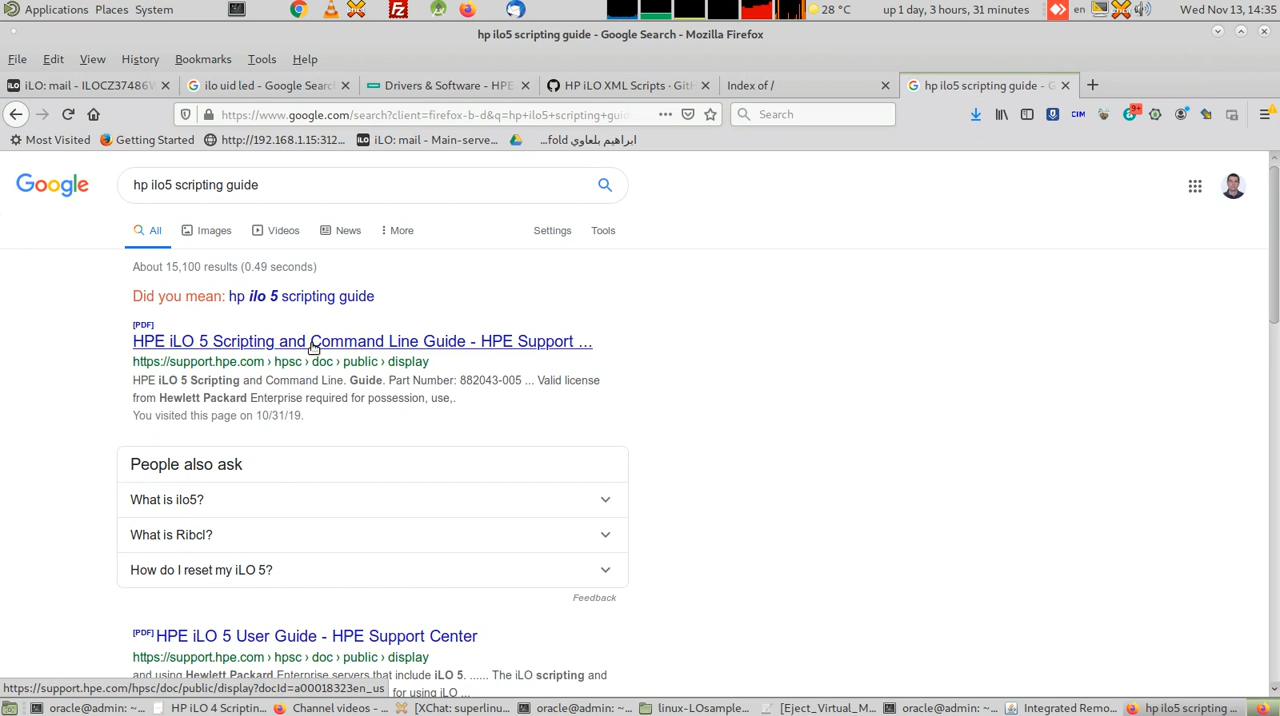 Applications Places System 28 °C up 1 day, 3 hours, 31 minutes en Wed Nov 13, 14:35
hp ilo5 scripting guide - Google Search - Mozilla Firefox
File Edit View History Bookmarks Tools Help
iLO: mail - ILOCZ37486V ilo uid led - Google Searc Drivers & Software - HPE HP iLO XML Scripts · GitH Index of / hp ilo5 scripting guide - G
https://www.google.com/search?client=firefox-b-d&q=hp+ilo5+scripting+guid Search CIM 9+
Most Visited Getting Started http://192.168.1.15:312... iLO: mail - Main-serve... ابراهيم بلعاوي fold...
Google hp ilo5 scripting guide
All Images Videos News More Settings Tools
About 15,100 results (0.49 seconds)
Did you mean: hp ilo 5 scripting guide
[PDF]
HPE iLO 5 Scripting and Command Line Guide - HPE Support ...
https://support.hpe.com › hpsc › doc › public › display
HPE iLO 5 Scripting and Command Line. Guide. Part Number: 882043-005 ... Valid license
from Hewlett Packard Enterprise required for possession, use,.
You visited this page on 10/31/19.
People also ask
What is ilo5?
What is Ribcl?
How do I reset my iLO 5?
Feedback
[PDF] HPE iLO 5 User Guide - HPE Support Center
https://support.hpe.com › hpsc › doc › public › display
and using Hewlett Packard Enterprise servers that include iLO 5. ...... The iLO scripting and
for using iLO ...
https://support.hpe.com/hpsc/doc/public/display?docId=a00018323en_us
oracle@admin: ~... HP iLO 4 Scriptin... Channel videos - ... [XChat: superlinu... oracle@admin: ~... linux-LOsample... [Eject_Virtual_M... oracle@admin: ~... Integrated Remo... hp ilo5 scripting ...